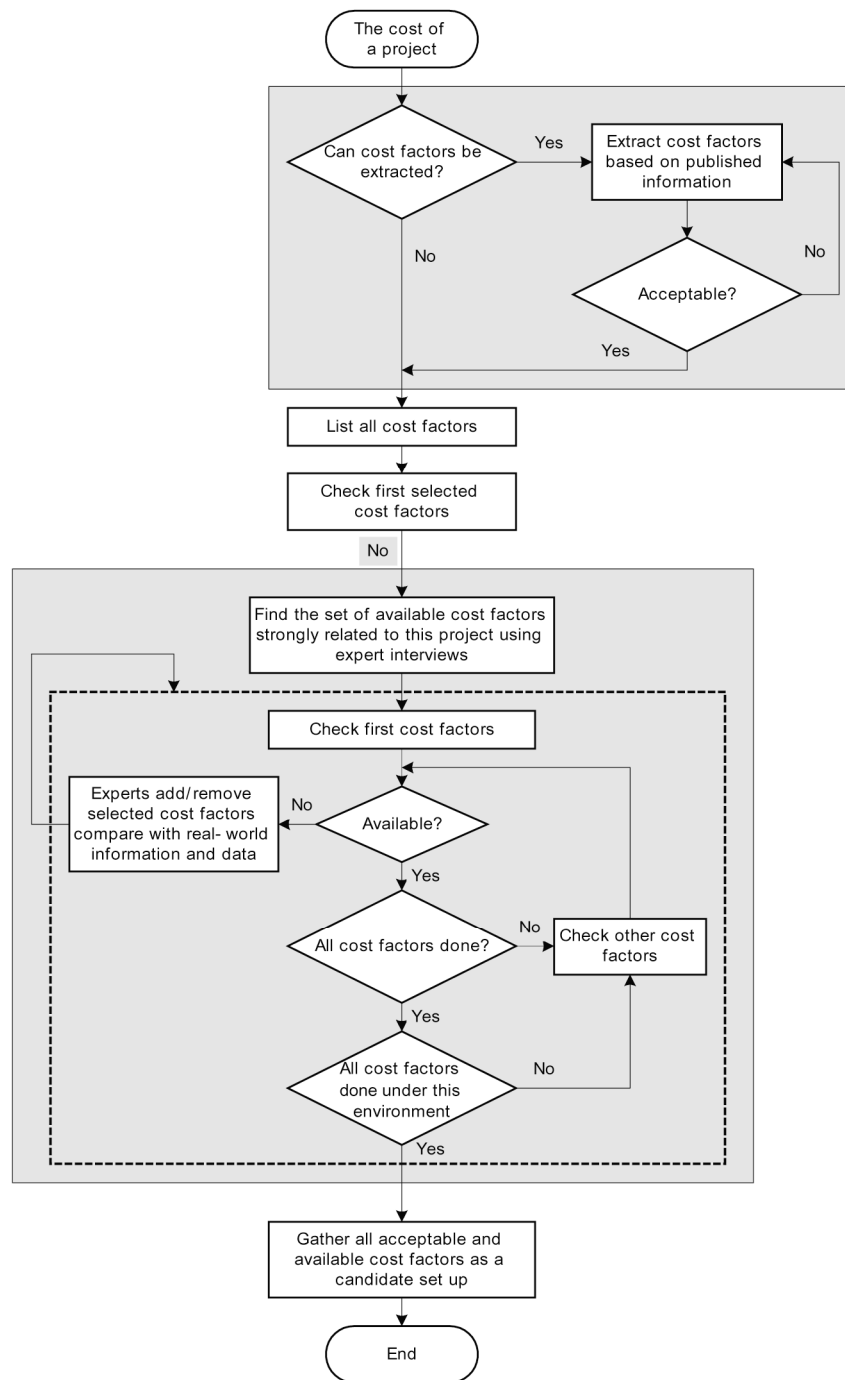 The cost of
a project
Can cost factors be
extracted?
Yes
Extract cost factors
based on published
information
No
No
Acceptable?
Yes
List all cost factors
Check first selected
cost factors
No
Find the set of available cost factors
strongly related to this project using
expert interviews
Check first cost factors
Experts add/remove
selected cost factors
compare with real- world
information and data
No
Available?
Yes
All cost factors done?
No
Check other cost
factors
Yes
All cost factors
done under this
environment
No
Yes
Gather all acceptable and
available cost factors as a
candidate set up
End